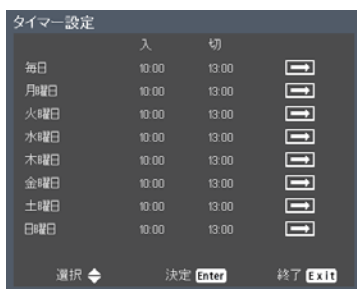 タイマー設定
入 切
毎日 10:00 13:00
月曜日 10:00 13:00
火曜日 10:00 13:00
水曜日 10:00 13:00
木曜日 10:00 13:00
金曜日 10:00 13:00
土曜日 10:00 13:00
日曜日 10:00 13:00
選択 決定 Enter 終了 Exit